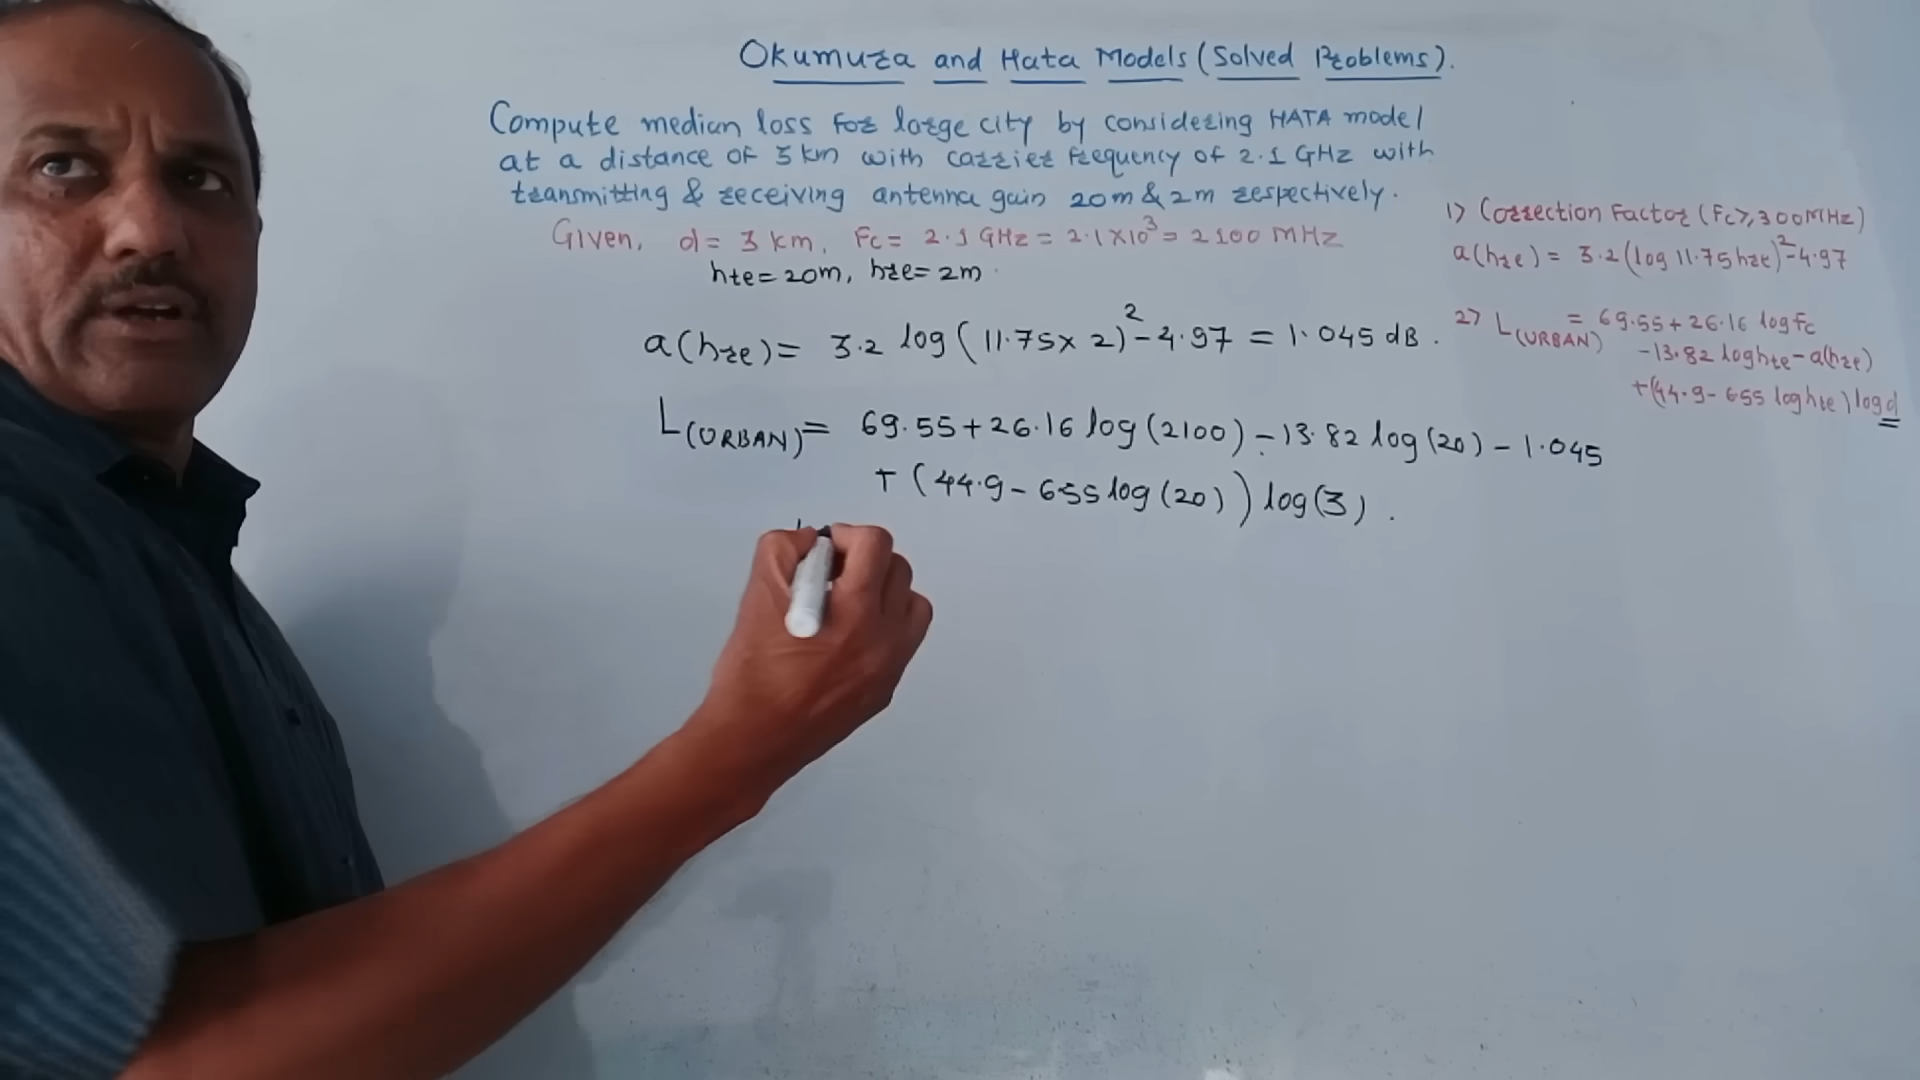 Okumura and Hata Models (Solved Problems).
Compute median loss for large city by considering HATA model
at a distance of 3 km with carrier frequency of 2.1 GHz with
transmitting & receiving antenna gain 20m & 2m respectively.
Given, d = 3 km, Fc = 2.1 GHz = 2.1 × 10³ = 2100 MHz
hte = 20m, hre = 2m
a(hre) = 3.2 log (11.75 × 2)² - 4.97 = 1.045 dB.
L(URBAN) = 69.55 + 26.16 log (2100) - 13.82 log (20) - 1.045
+ (44.9 - 6.55 log (20)) log (3).
1) Correction Factor (Fc ≥ 300 MHz)
a(hre) = 3.2 (log 11.75 hre)² - 4.97
2) L(URBAN) = 69.55 + 26.16 log fc
- 13.82 log hte - a(hre)
+ (44.9 - 6.55 log hte) log d